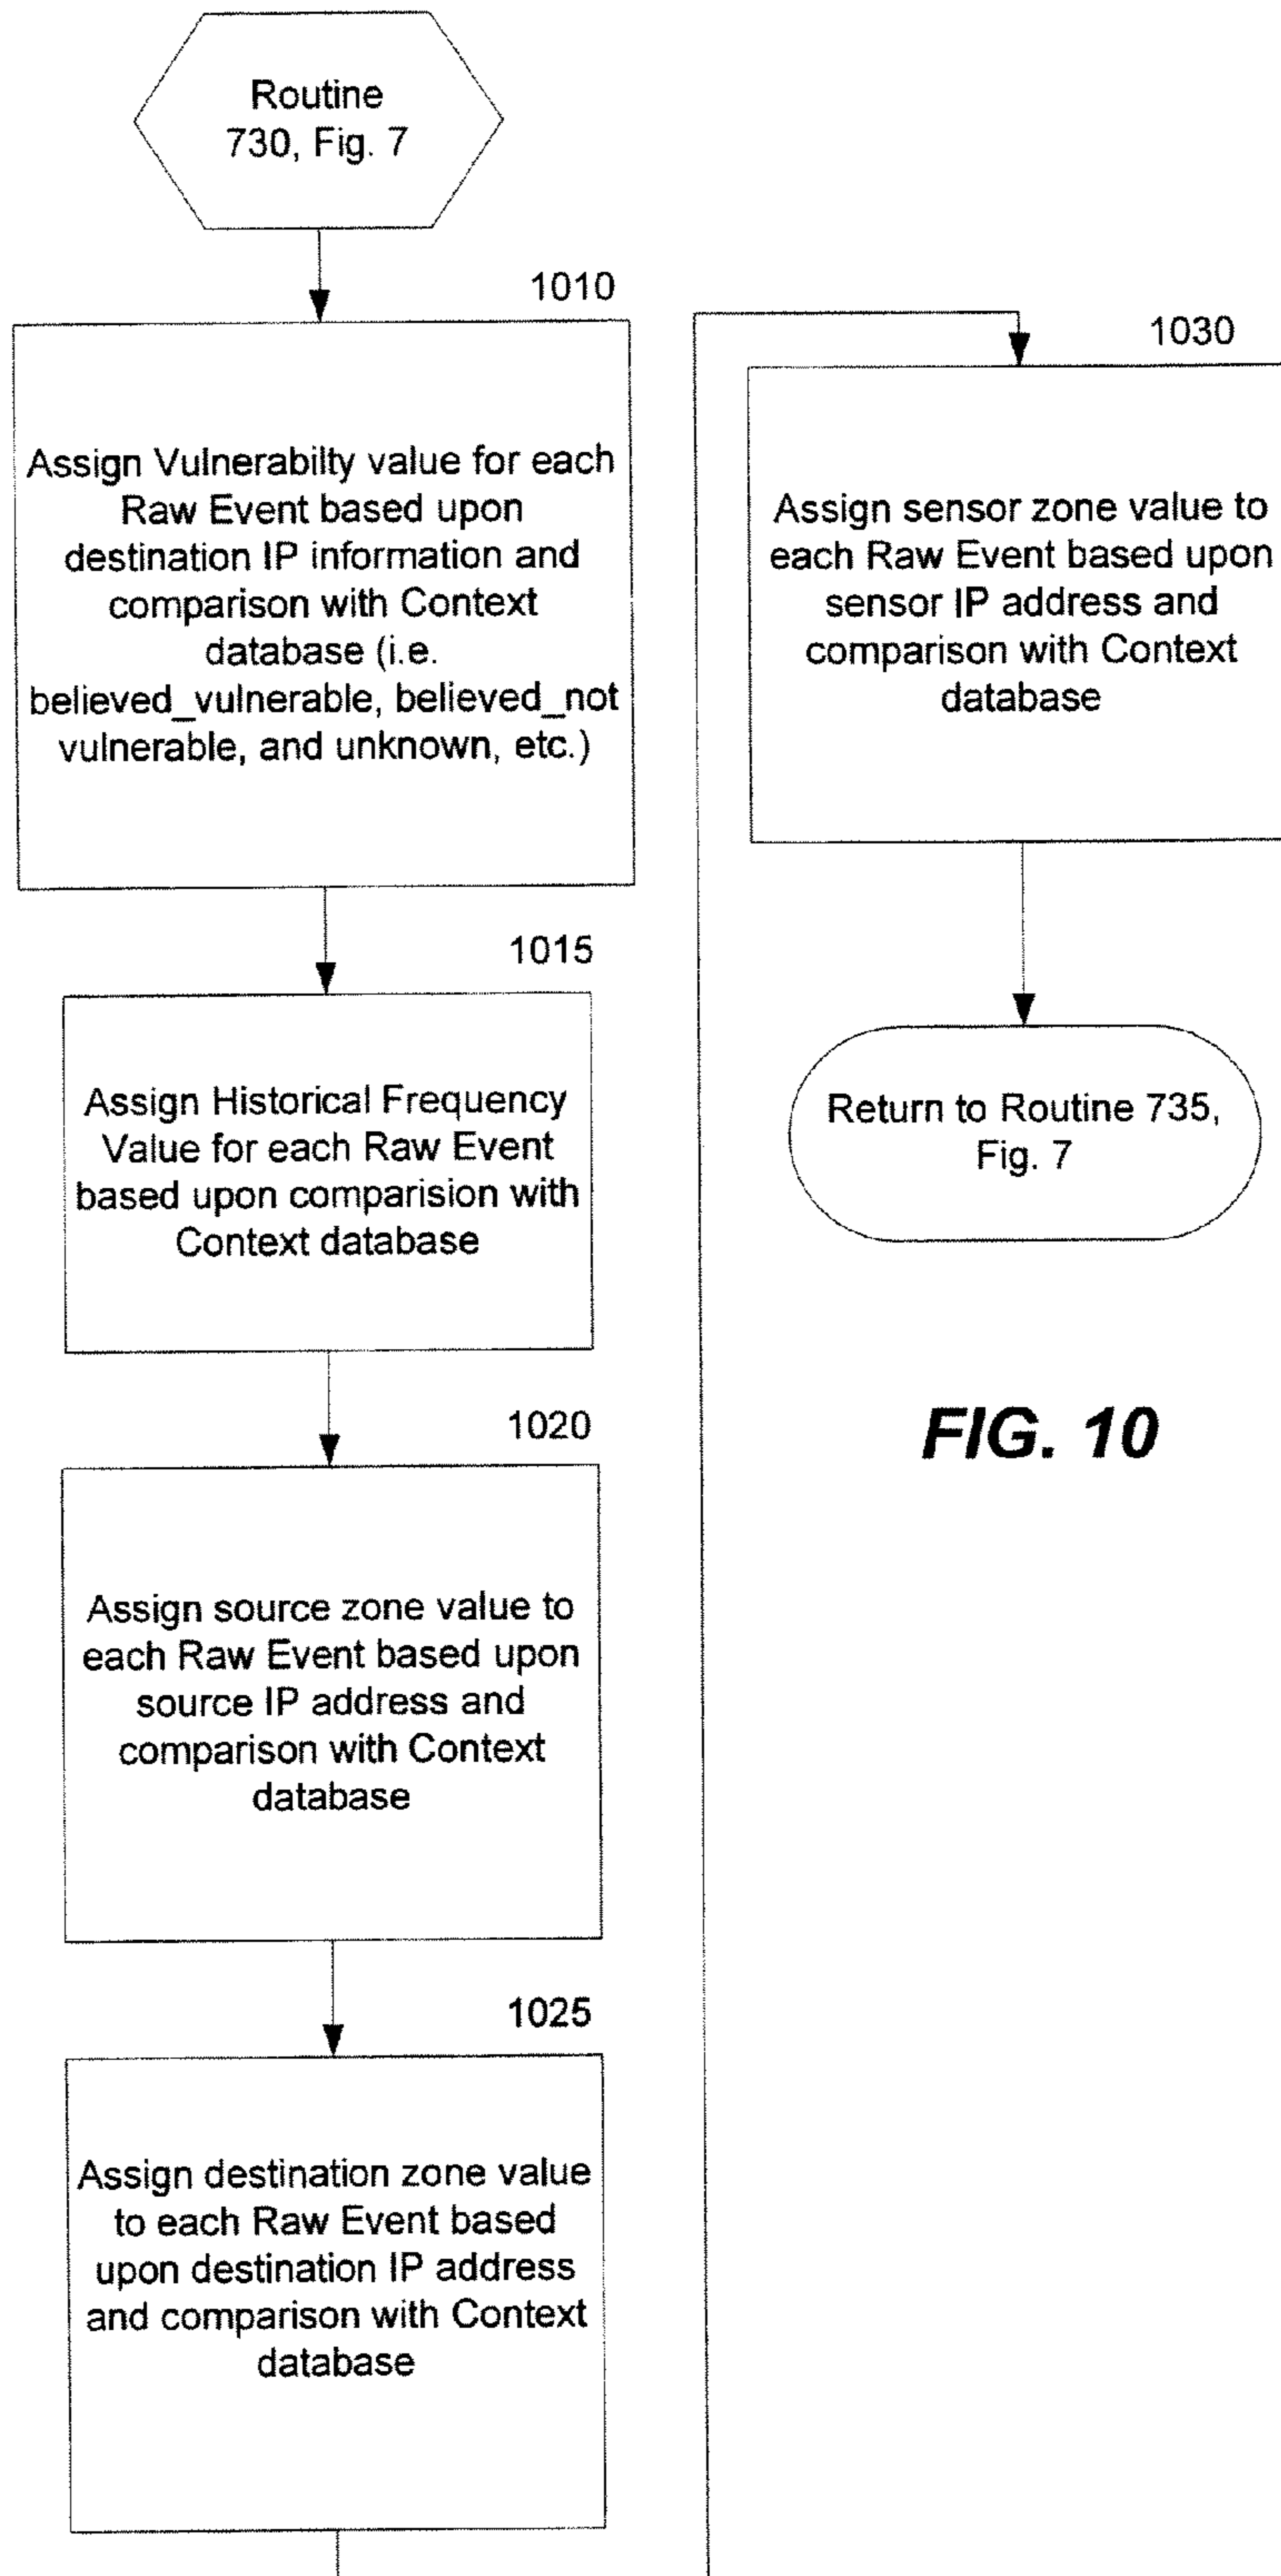 Routine
730, Fig. 7
1010
Assign Vulnerabilty value for each
Raw Event based upon
destination IP information and
comparison with Context
database (i.e.
believed_vulnerable, believed_not
vulnerable, and unknown, etc.)
1015
Assign Historical Frequency
Value for each Raw Event
based upon comparision with
Context database
1020
Assign source zone value to
each Raw Event based upon
source IP address and
comparison with Context
database
1025
Assign destination zone value
to each Raw Event based
upon destination IP address
and comparison with Context
database
1030
Assign sensor zone value to
each Raw Event based upon
sensor IP address and
comparison with Context
database
Return to Routine 735,
Fig. 7
FIG. 10